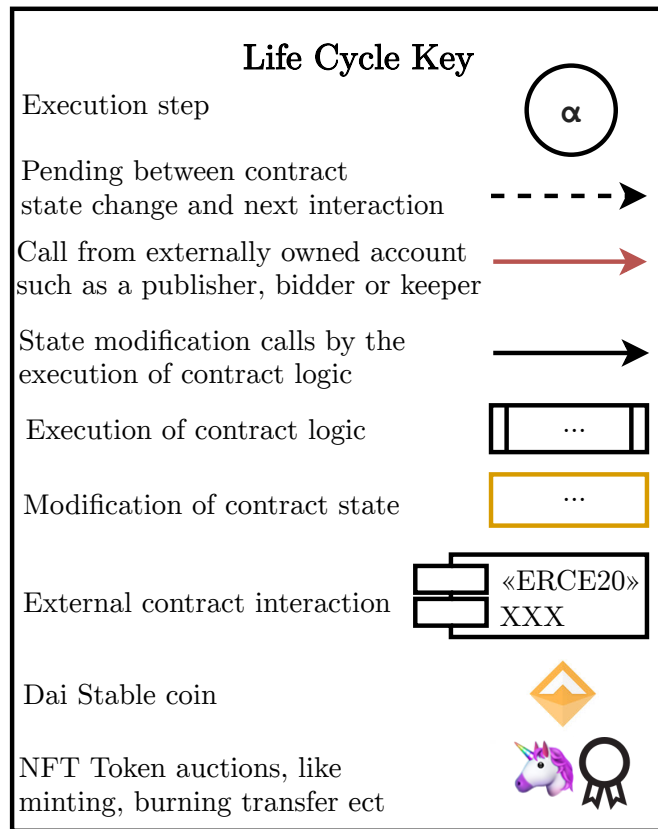 Life Cycle Key
Execution step
α
Pending between contract
state change and next interaction
Call from externally owned account
such as a publisher, bidder or keeper
State modification calls by the
execution of contract logic
Execution of contract logic
...
Modification of contract state
...
External contract interaction
«ERCE20»
XXX
Dai Stable coin
NFT Token auctions, like
minting, burning transfer ect